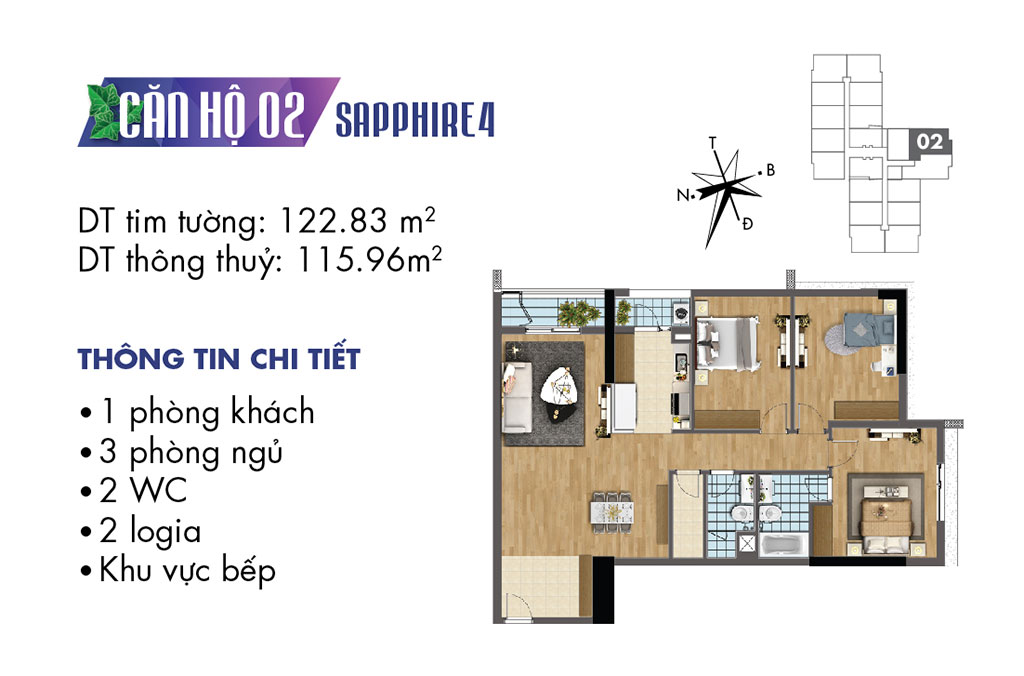 CĂN HỘ 02 SAPPHIRE4
DT tim tường: 122.83 m²
DT thông thuỷ: 115.96m²
THÔNG TIN CHI TIẾT
• 1 phòng khách
• 3 phòng ngủ
• 2 WC
• 2 logia
• Khu vực bếp
T
B
N
Đ
02